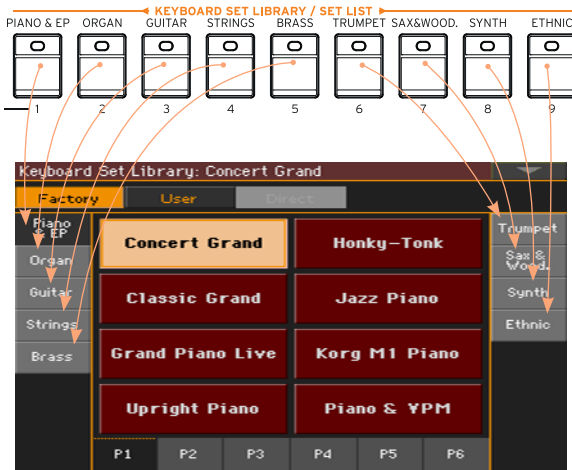 KEYBOARD SET LIBRARY / SET LIST
PIANO & EP ORGAN GUITAR STRINGS BRASS TRUMPET SAX&WOOD. SYNTH ETHNIC
1 2 3 4 5 6 7 8 9
Keyboard Set Library: Concert Grand
Factory User Direct
Piano & EP
Organ
Guitar
Strings
Brass
Concert Grand Honky-Tonk
Classic Grand Jazz Piano
Grand Piano Live Korg M1 Piano
Upright Piano Piano & YPM
Trumpet
Sax & Wood.
Synth
Ethnic
P1 P2 P3 P4 P5 P6